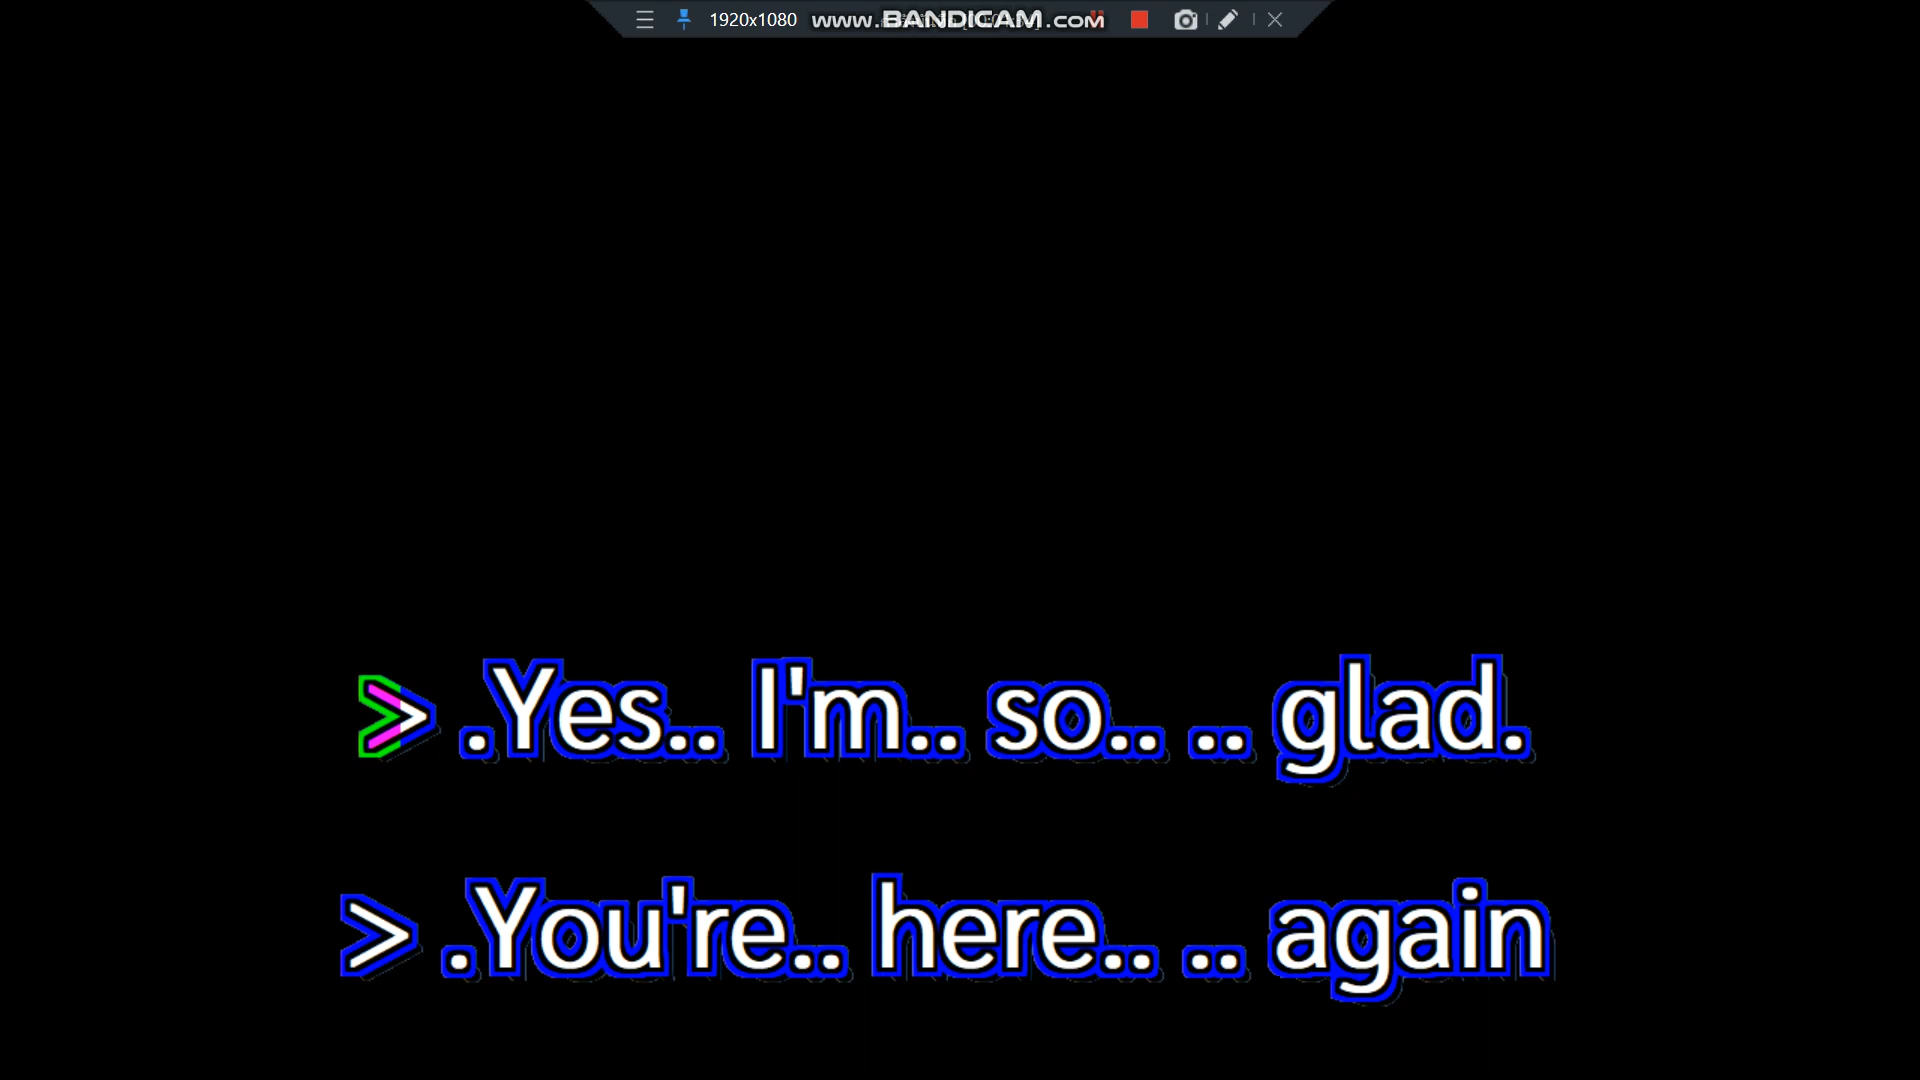 1920x1080 www.BANDICAM.com
> .Yes.. I'm.. so.. .. glad.
> .You're.. here.. .. again